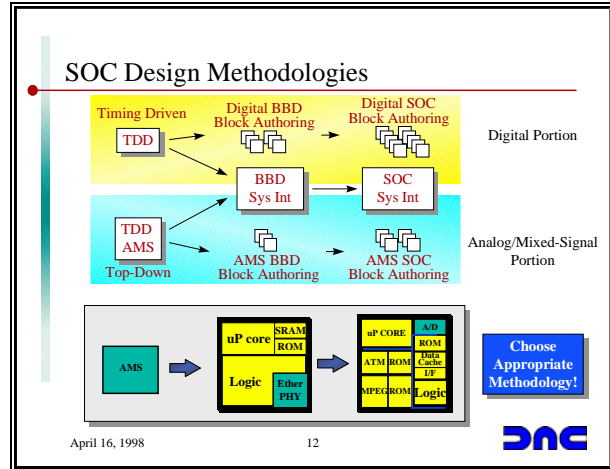 SOC Design Methodologies
Timing Driven
Digital BBD
Block Authoring
Digital SOC
Block Authoring
TDD
Digital Portion
BBD
Sys Int
SOC
Sys Int
TDD
AMS
Top-Down
AMS BBD
Block Authoring
AMS SOC
Block Authoring
Analog/Mixed-Signal
Portion
AMS
uP core
SRAM
ROM
Logic
Ether
PHY
uP CORE
A/D
ROM
ATM
ROM
Data
Cache
I/F
MPEG
ROM
Logic
Choose
Appropriate
Methodology!
April 16, 1998
12